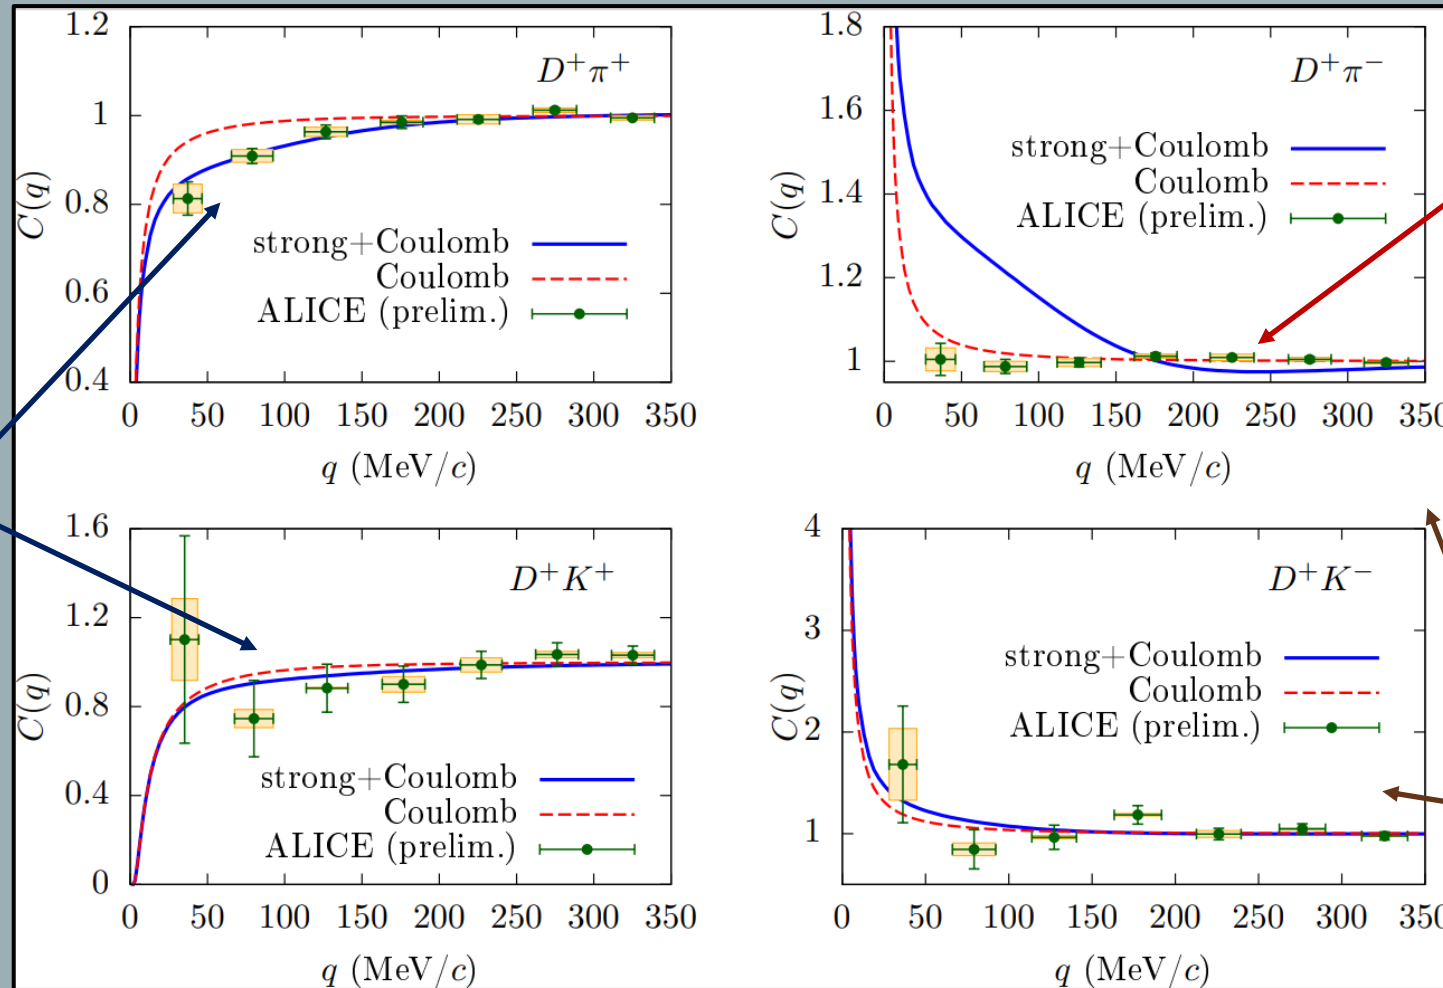 1.2
1
0.8
0.6
0.4
C(q)
D⁺π⁺
strong+Coulomb
Coulomb
ALICE (prelim.)
0 50 100 150 200 250 300 350
q (MeV/c)
1.8
1.6
1.4
1.2
1
C(q)
D⁺π⁻
strong+Coulomb
Coulomb
ALICE (prelim.)
0 50 100 150 200 250 300 350
q (MeV/c)
1.6
1.2
0.8
0.4
0
C(q)
D⁺K⁺
strong+Coulomb
Coulomb
ALICE (prelim.)
0 50 100 150 200 250 300 350
q (MeV/c)
4
3
2
1
C(q)
D⁺K⁻
strong+Coulomb
Coulomb
ALICE (prelim.)
0 50 100 150 200 250 300 350
q (MeV/c)